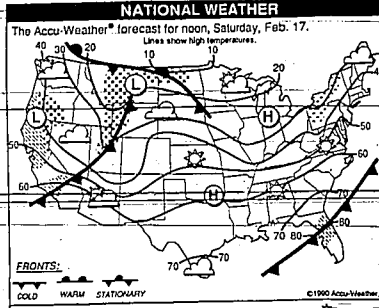 NATIONAL WEATHER
The Accu-Weather® forecast for noon, Saturday, Feb. 17.
Lines show high temperatures.
40 30 20 10 10
20
L
L
H
50
50
60
60
H
70
80
70 80
70 70
FRONTS:
COLD WARM STATIONARY
©1990 Accu-Weather